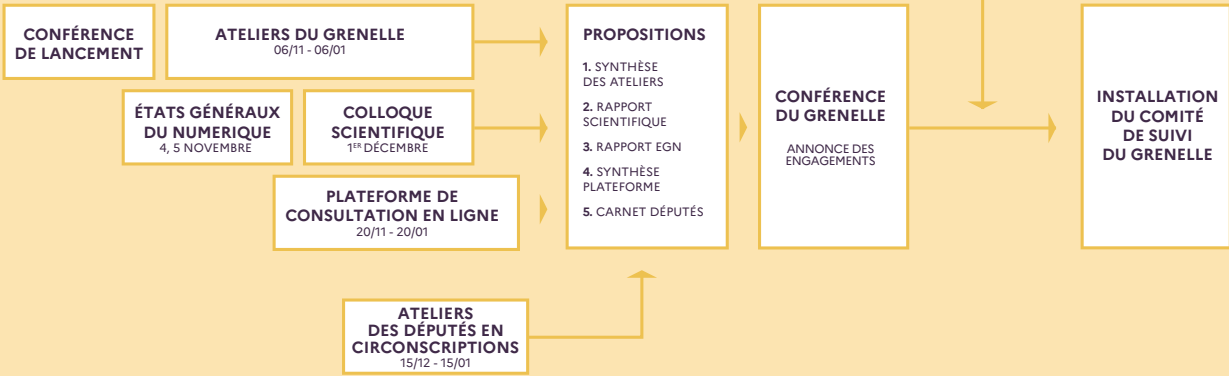 CONFÉRENCE
DE LANCEMENT
ATELIERS DU GRENELLE
06/11 - 06/01
ÉTATS GÉNÉRAUX
DU NUMERIQUE
4, 5 NOVEMBRE
COLLOQUE
SCIENTIFIQUE
1ER DÉCEMBRE
PLATEFORME DE
CONSULTATION EN LIGNE
20/11 - 20/01
ATELIERS
DES DÉPUTÉS EN
CIRCONSCRIPTIONS
15/12 - 15/01
PROPOSITIONS
1. SYNTHÈSE
DES ATELIERS
2. RAPPORT
SCIENTIFIQUE
3. RAPPORT EGN
4. SYNTHÈSE
PLATEFORME
5. CARNET DÉPUTÉS
CONFÉRENCE
DU GRENELLE
ANNONCE DES
ENGAGEMENTS
INSTALLATION
DU COMITÉ
DE SUIVI
DU GRENELLE